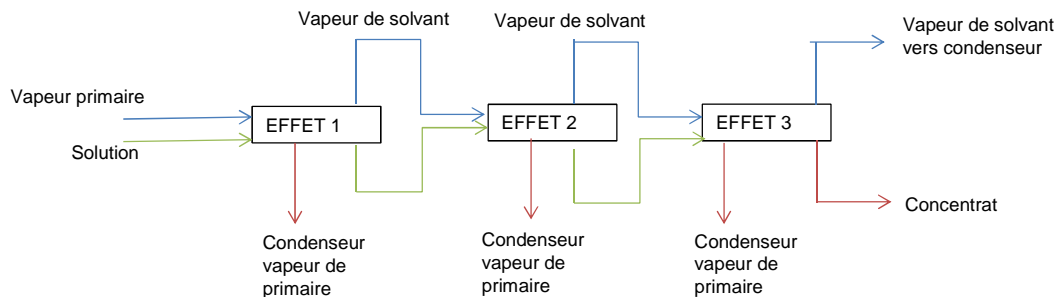 Vapeur de solvant
Vapeur de solvant
Vapeur de solvant
vers condenseur
Vapeur primaire
EFFET 1
EFFET 2
EFFET 3
Solution
Concentrat
Condenseur
vapeur de
primaire
Condenseur
vapeur de
primaire
Condenseur
vapeur de
primaire